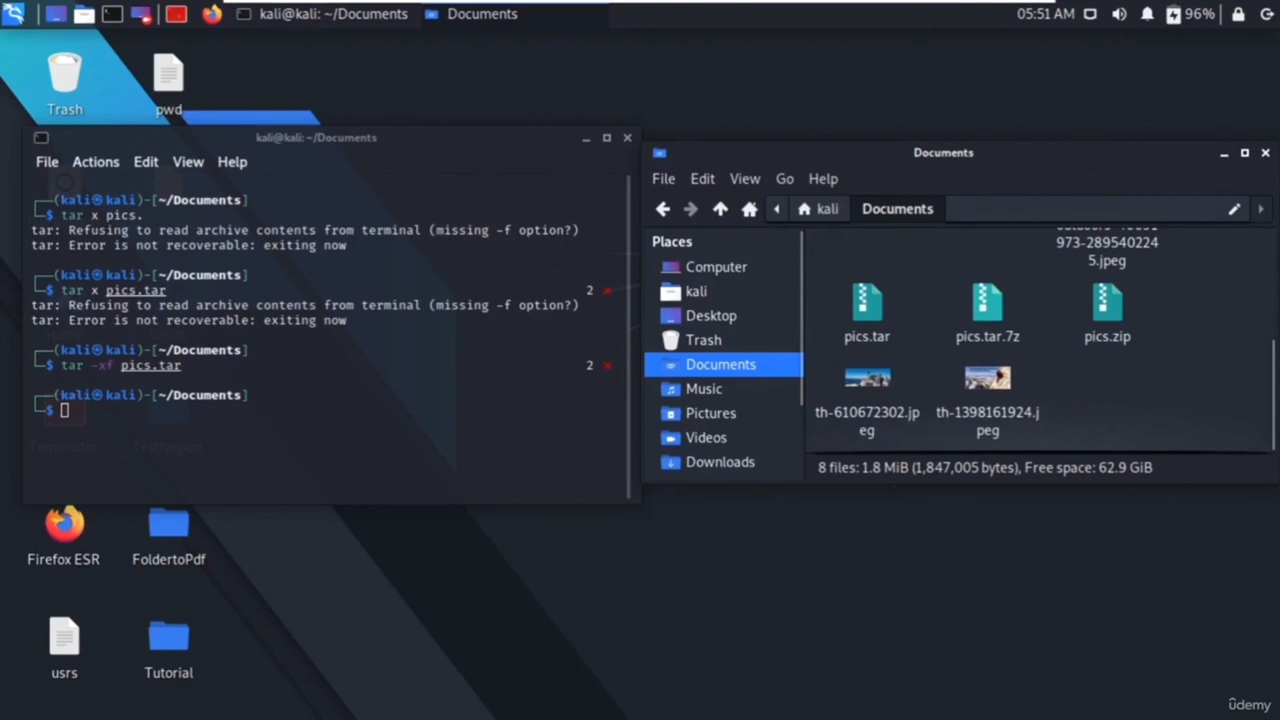 kali@kali: ~/Documents
Documents
05:51 AM
96%
Trash
pwd
kali@kali: ~/Documents
File Actions Edit View Help
┌──(kali㉿kali)-[~/Documents]
└─$ tar x pics.
tar: Refusing to read archive contents from terminal (missing -f option?)
tar: Error is not recoverable: exiting now
┌──(kali㉿kali)-[~/Documents]
└─$ tar x pics.tar 2 ⨯
tar: Refusing to read archive contents from terminal (missing -f option?)
tar: Error is not recoverable: exiting now
┌──(kali㉿kali)-[~/Documents]
└─$ tar -xf pics.tar 2 ⨯
┌──(kali㉿kali)-[~/Documents]
└─$
Documents
File Edit View Go Help
kali Documents
Places
Computer
kali
Desktop
Trash
Documents
Music
Pictures
Videos
Downloads
973-289540224
5.jpeg
pics.tar
pics.tar.7z
pics.zip
th-610672302.jp
eg
th-1398161924.j
peg
8 files: 1.8 MiB (1,847,005 bytes), Free space: 62.9 GiB
Firefox ESR
FoldertoPdf
usrs
Tutorial
ûdemy